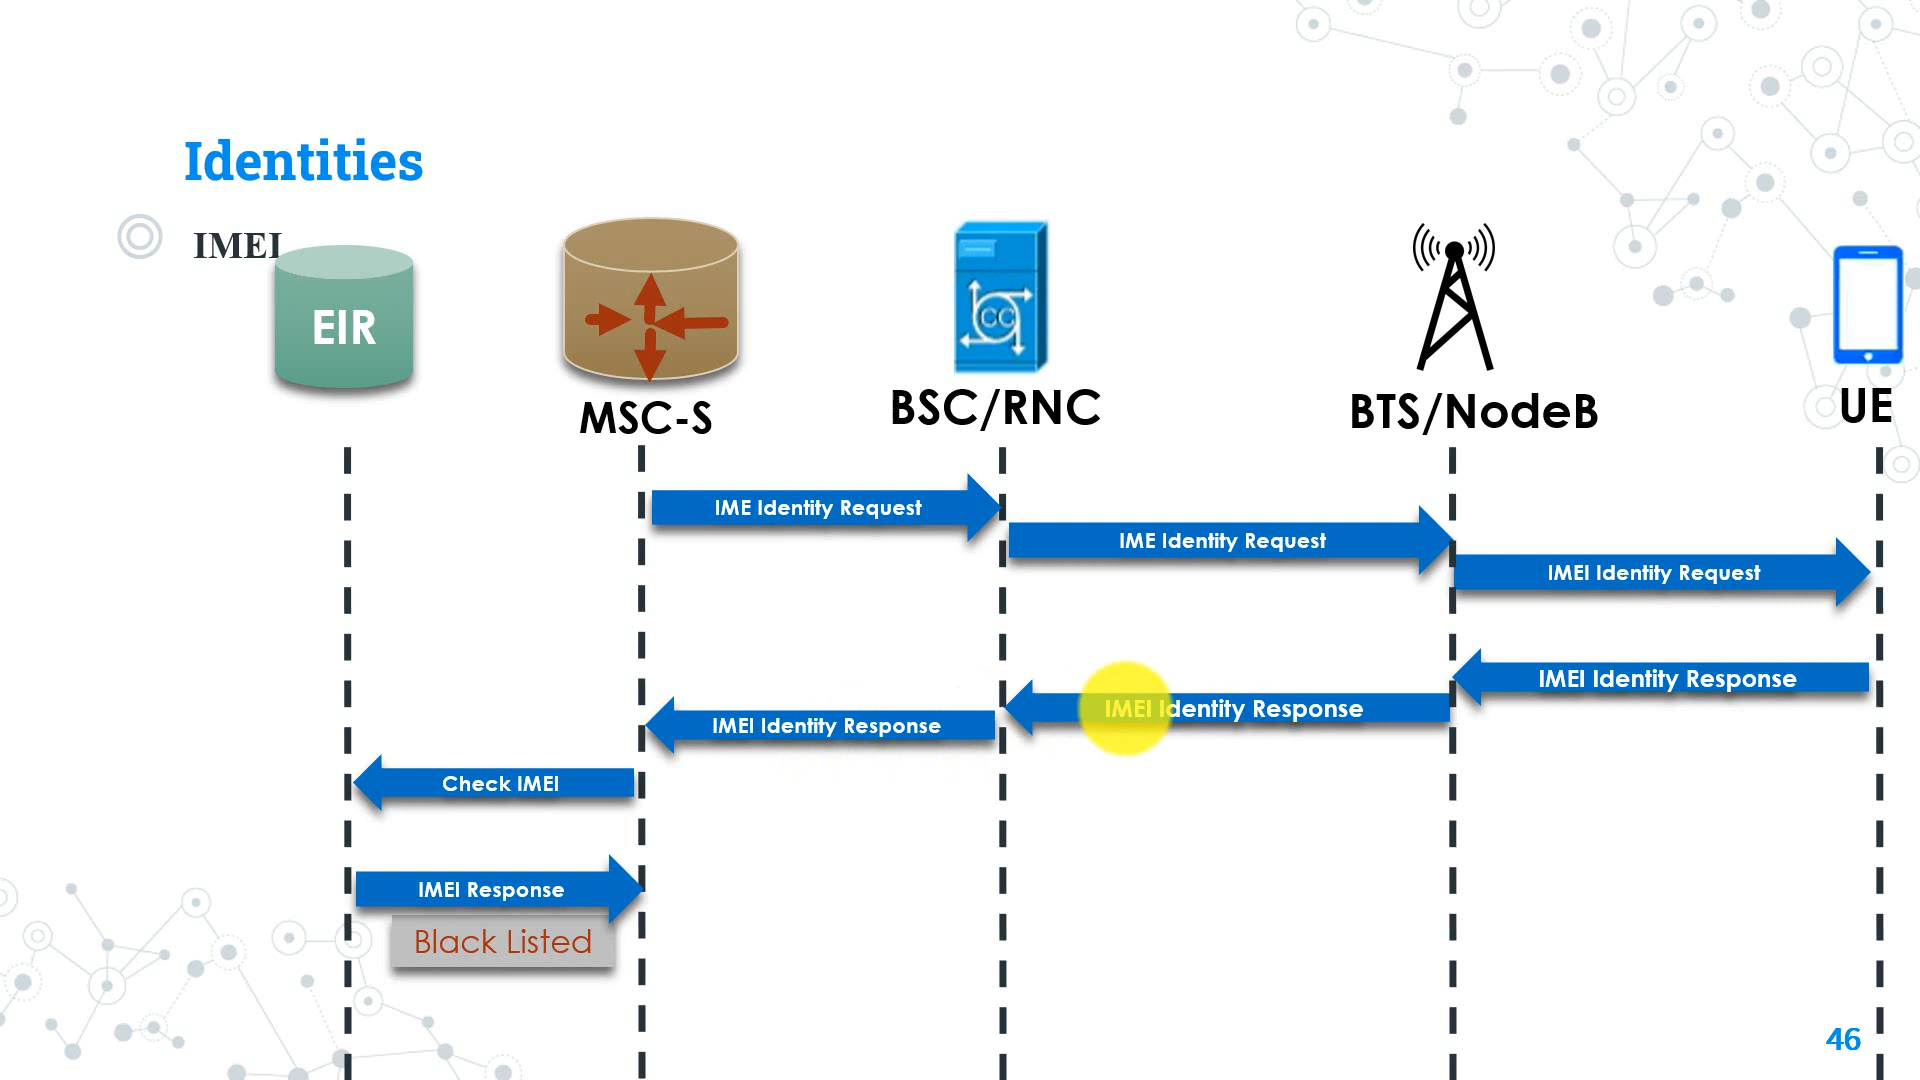 Identities
IMEI
EIR
CC
MSC-S
BSC/RNC
BTS/NodeB
UE
IME Identity Request
IME Identity Request
IMEI Identity Request
IMEI Identity Response
IMEI Identity Response
IMEI Identity Response
Check IMEI
IMEI Response
Black Listed
46